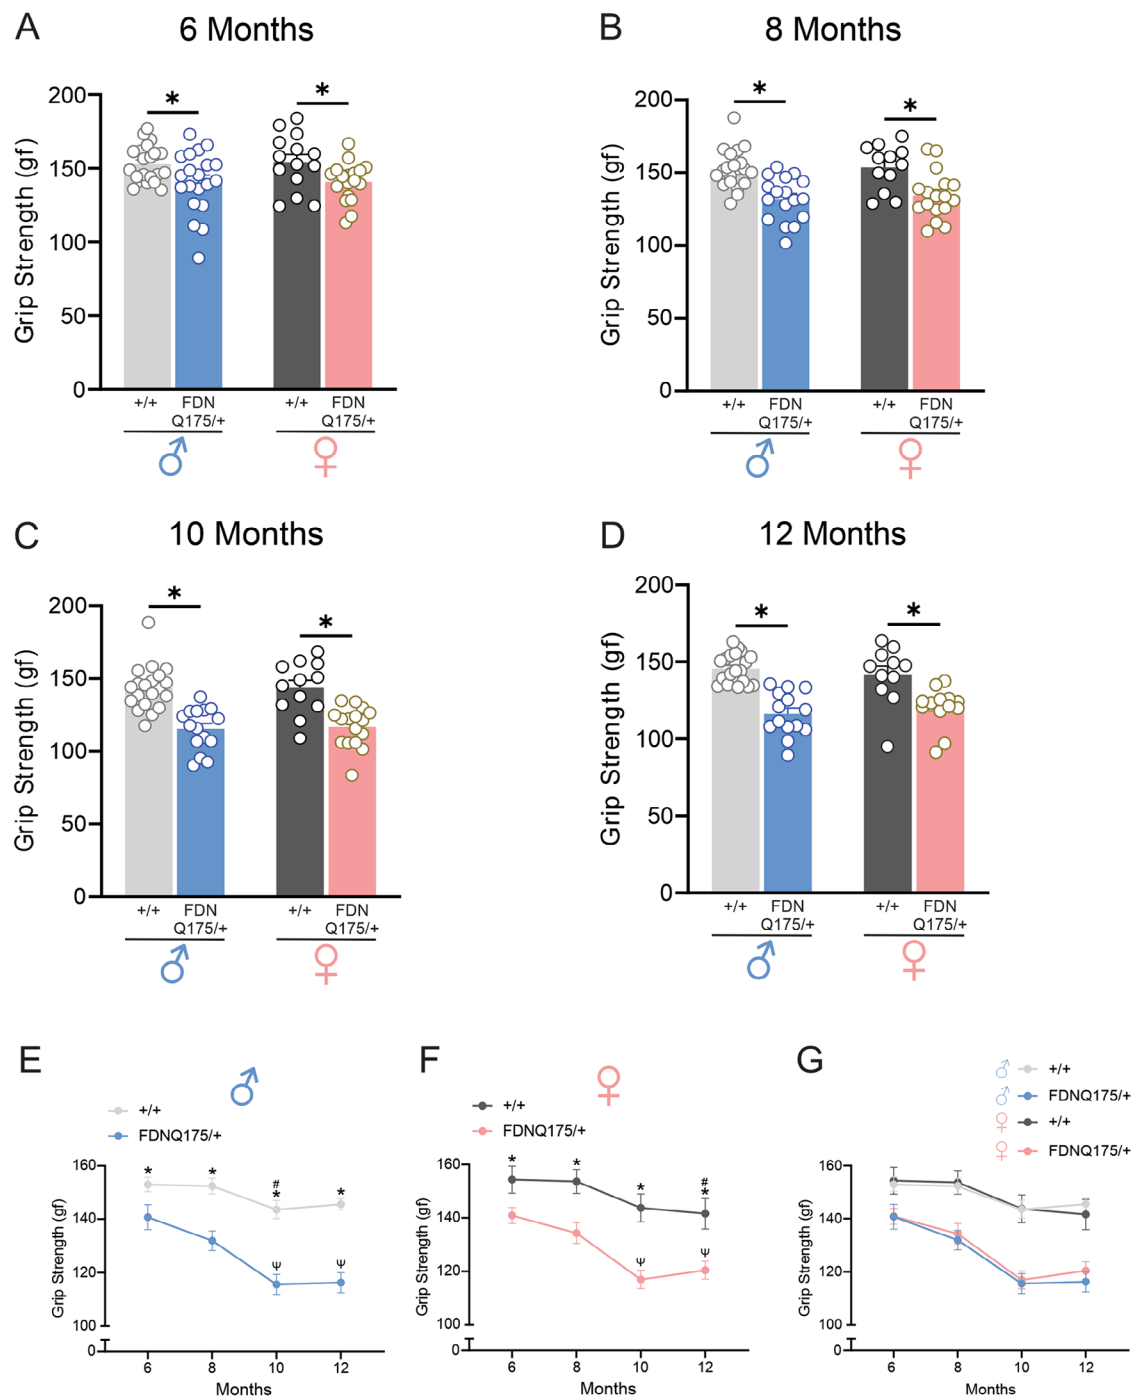 A
6 Months
B
8 Months
*
*
*
*
200
150
100
50
0
Grip Strength (gf)
200
150
100
50
0
Grip Strength (gf)
+/+
FDN
Q175/+
+/+
FDN
Q175/+
♂
♀
+/+
FDN
Q175/+
+/+
FDN
Q175/+
♂
♀
C
10 Months
D
12 Months
*
*
*
*
200
150
100
50
0
Grip Strength (gf)
200
150
100
50
0
Grip Strength (gf)
+/+
FDN
Q175/+
+/+
FDN
Q175/+
♂
♀
+/+
FDN
Q175/+
+/+
FDN
Q175/+
♂
♀
E
♂
+/+
FDNQ175/+
160
140
120
100
0
Grip Strength (gf)
*
*
#
*
*
Ψ
Ψ
6
8
10
12
Months
F
♀
+/+
FDNQ175/+
160
140
120
100
0
Grip Strength (gf)
*
*
*
#
*
Ψ
Ψ
6
8
10
12
Months
G
♂ +/+
♂ FDNQ175/+
♀ +/+
♀ FDNQ175/+
160
140
120
100
0
Grip Strength (gf)
6
8
10
12
Months